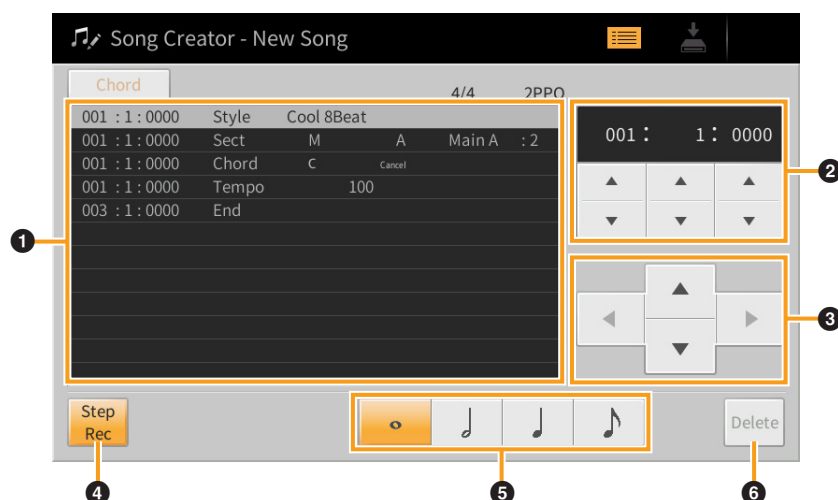 Song Creator - New Song
Chord
4/4 2PPQ
001 : 1 : 0000 Style Cool 8Beat
001 : 1 : 0000 Sect M A Main A : 2
001 : 1 : 0000 Chord C Cancel
001 : 1 : 0000 Tempo 100
003 : 1 : 0000 End
001 : 1 : 0000
2
1
3
Step
Rec
Delete
4
5
6